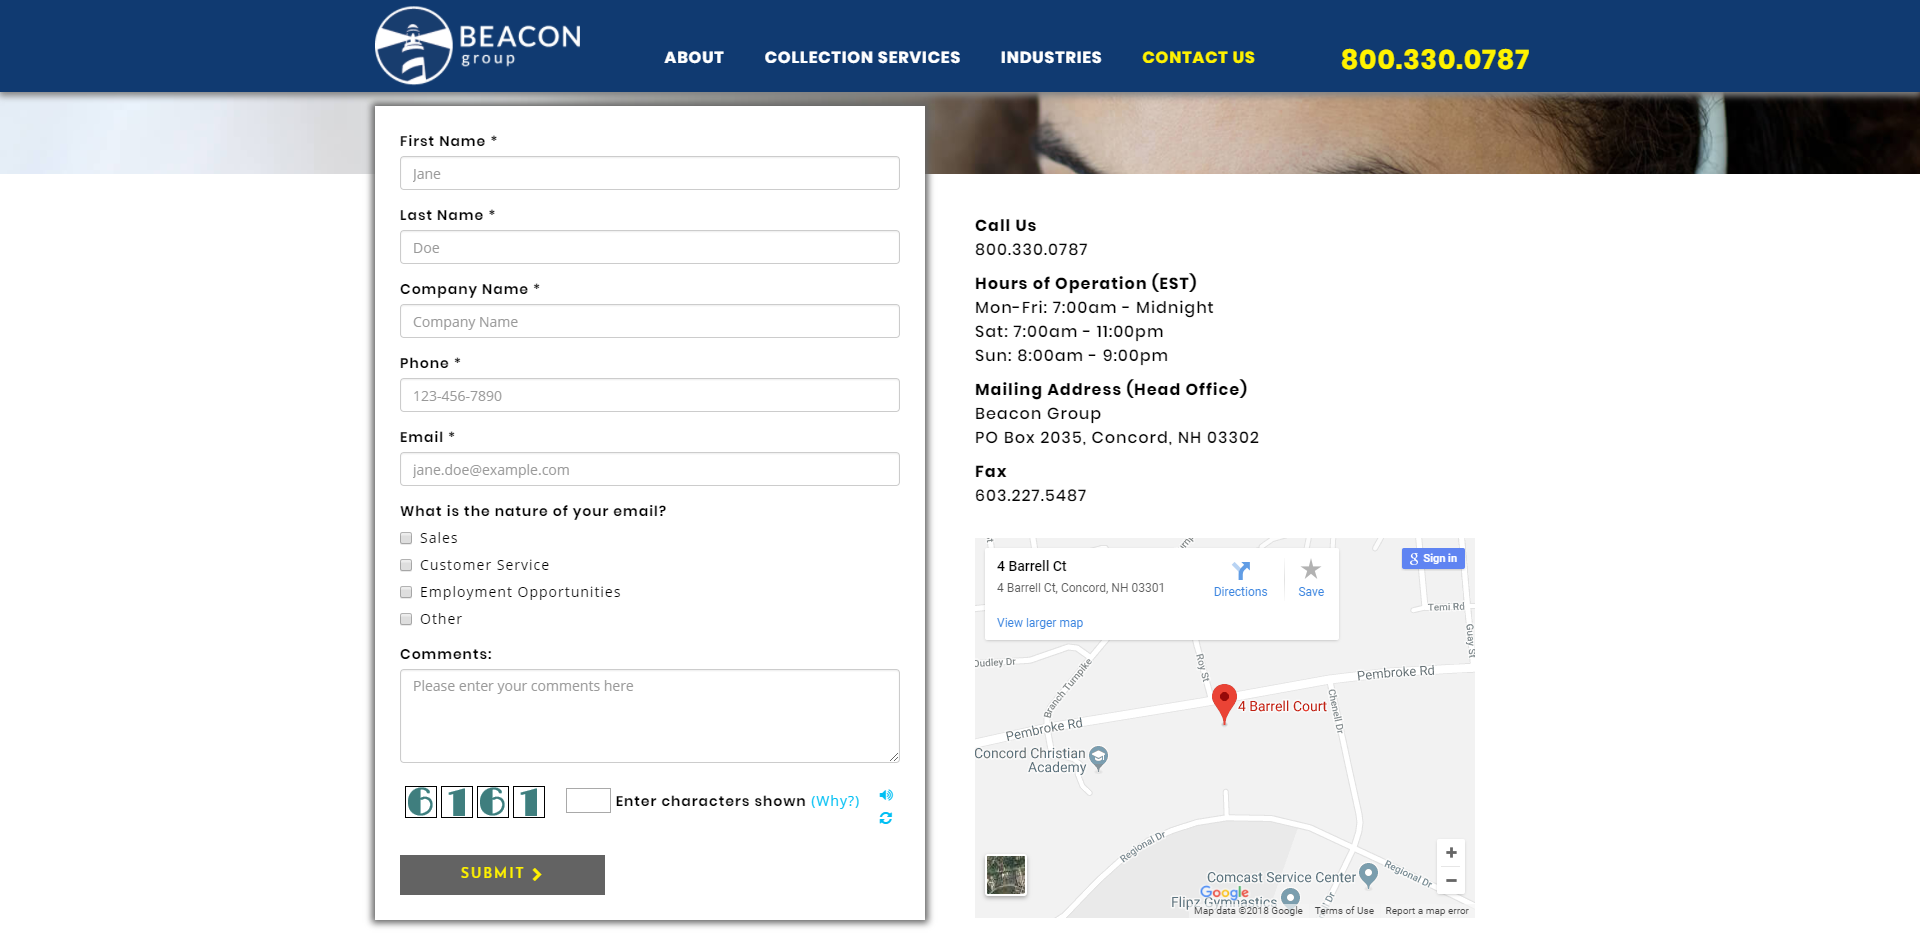 BEACON
group
ABOUT
COLLECTION SERVICES
INDUSTRIES
CONTACT US
800.330.0787
First Name *
Jane
Last Name *
Doe
Company Name *
Company Name
Phone *
123-456-7890
Email *
jane.doe@example.com
What is the nature of your email?
Sales
Customer Service
Employment Opportunities
Other
Comments:
Please enter your comments here
6161
Enter characters shown (Why?)
SUBMIT
Call Us
800.330.0787
Hours of Operation (EST)
Mon-Fri: 7:00am - Midnight
Sat: 7:00am - 11:00pm
Sun: 8:00am - 9:00pm
Mailing Address (Head Office)
Beacon Group
PO Box 2035, Concord, NH 03302
Fax
603.227.5487
4 Barrell Ct
4 Barrell Ct, Concord, NH 03301
View larger map
Directions
Save
Sign in
Temi Rd
Guay St
Dudley Dr
Branch Turnpike
Roy St
Pembroke Rd
4 Barrell Court
Chenell Dr
Pembroke Rd
Concord Christian
Academy
Regional Dr
Regional Dr
Comcast Service Center
Google
Flipz Gymnastics
Map data ©2018 Google
Terms of Use
Report a map error